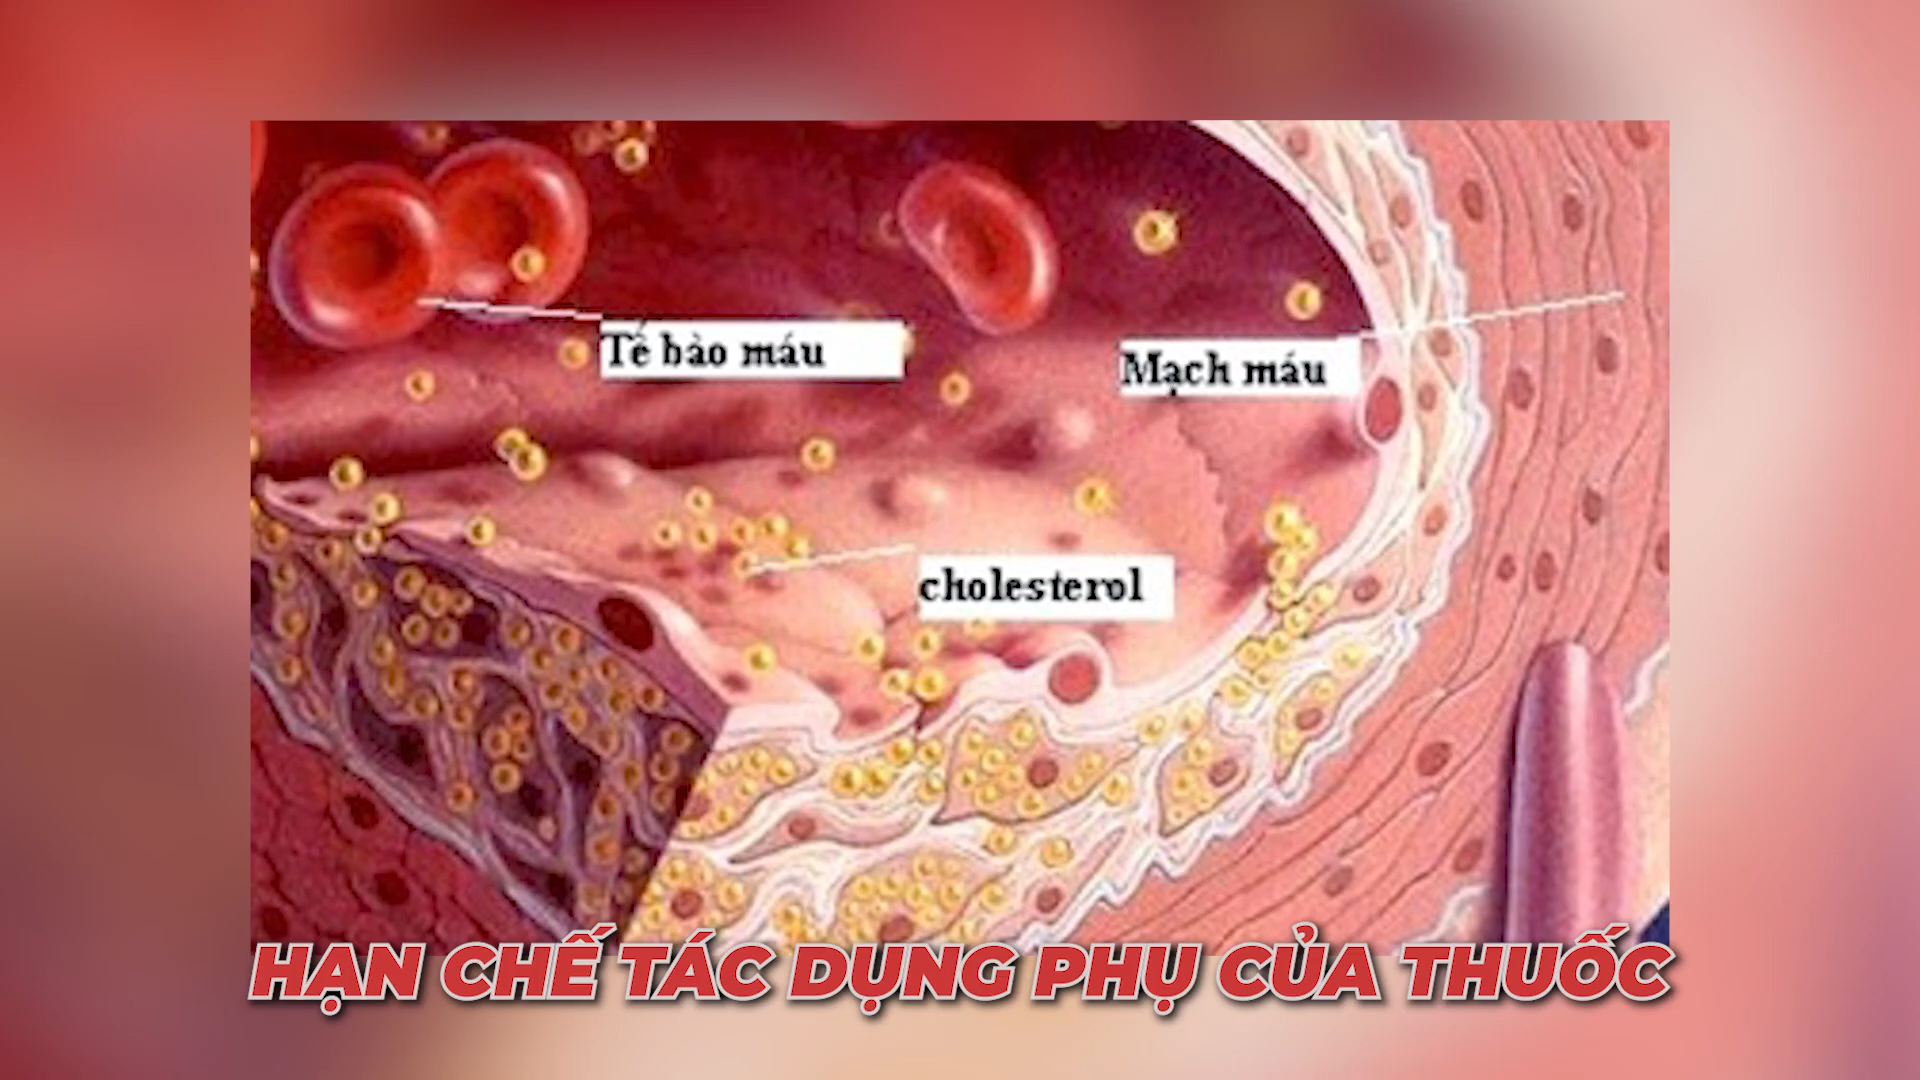 Tế bào máu
Mạch máu
cholesterol
HẠN CHẾ TÁC DỤNG PHỤ CỦA THUỐC